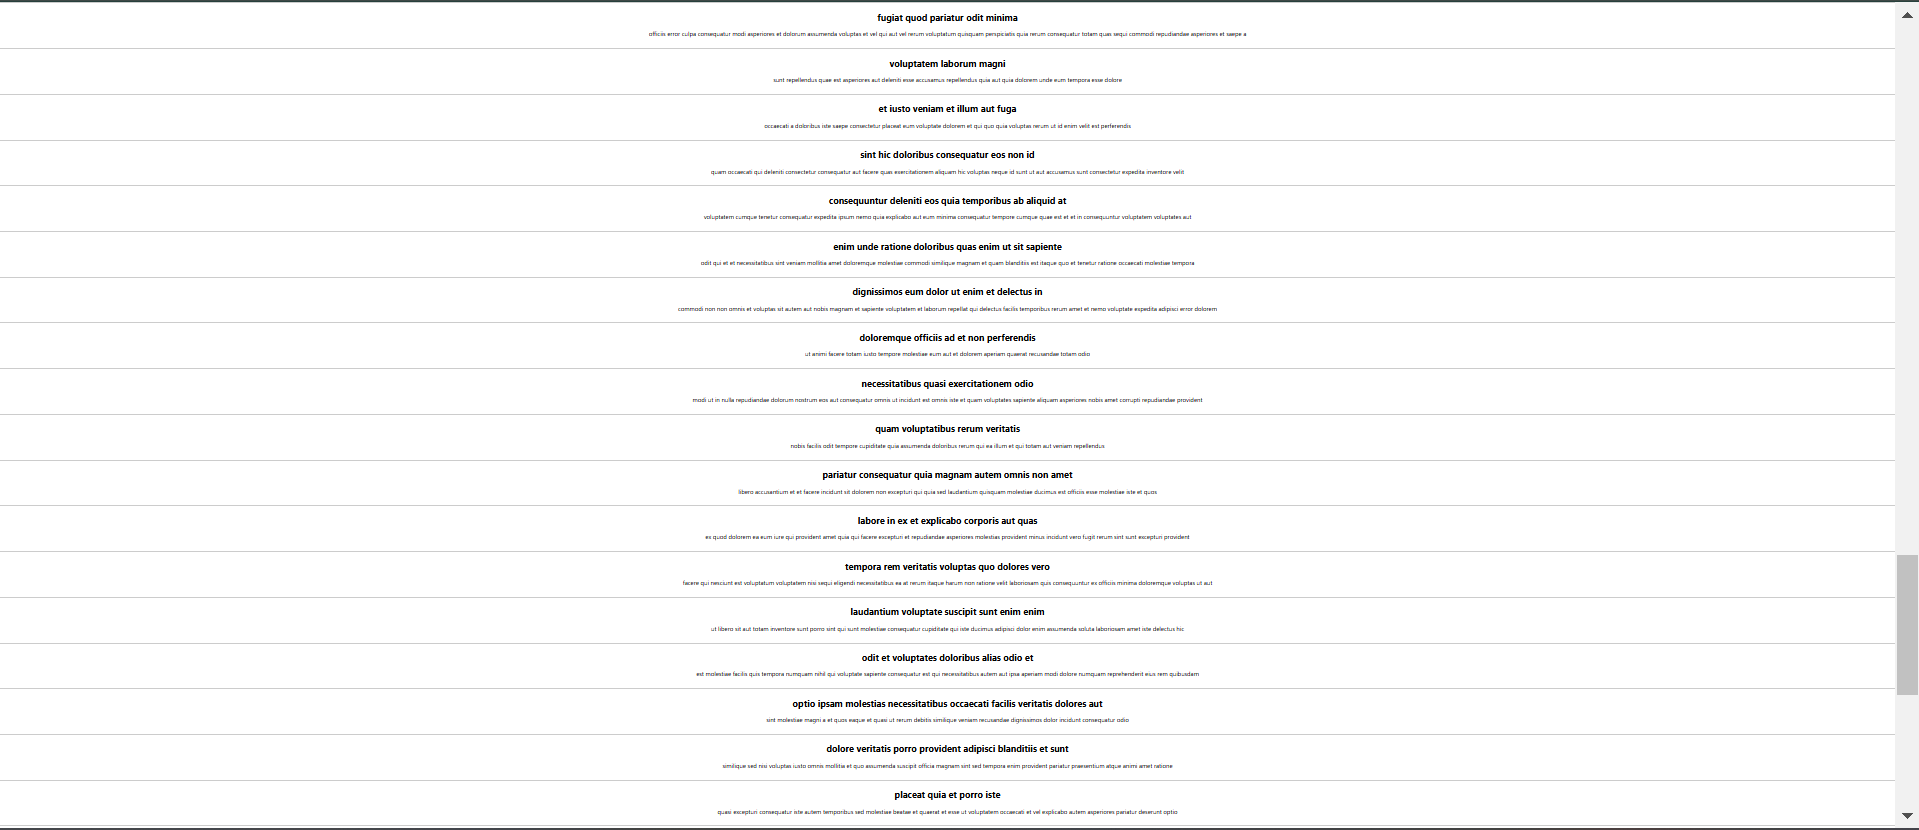 fugiat quod pariatur odit minima
officiis error culpa consequatur modi asperiores et dolorum assumenda voluptas et vel qui aut vel rerum voluptatum quisquam perspiciatis quia rerum consequatur totam quas sequi commodi repudiandae asperiores et saepe a
voluptatem laborum magni
sunt repellendus quae est asperiores aut deleniti esse accusamus repellendus quia aut quia dolorem unde eum tempora esse dolore
et iusto veniam et illum aut fuga
occaecati a doloribus iste saepe consectetur placeat eum voluptate dolorem et qui quo quia voluptas rerum ut id enim velit est perferendis
sint hic doloribus consequatur eos non id
quam occaecati qui deleniti consectetur consequatur aut facere quas exercitationem aliquam hic voluptas neque id sunt ut aut accusamus sunt consectetur expedita inventore velit
consequuntur deleniti eos quia temporibus ab aliquid at
voluptatem cumque tenetur consequatur expedita ipsum nemo quia explicabo aut eum minima consequatur tempore cumque quae est et et in consequuntur voluptatem voluptates aut
enim unde ratione doloribus quas enim ut sit sapiente
odit qui et et necessitatibus sint veniam mollitia amet doloremque molestiae commodi similique magnam et quam blanditiis est itaque quo et tenetur ratione occaecati molestiae tempora
dignissimos eum dolor ut enim et delectus in
commodi non non omnis et voluptas sit autem aut nobis magnam et sapiente voluptatem et laborum repellat qui delectus facilis temporibus rerum amet et nemo voluptate expedita adipisci error dolorem
doloremque officiis ad et non perferendis
ut animi facere totam iusto tempore molestiae eum aut et dolorem aperiam quaerat recusandae totam odio
necessitatibus quasi exercitationem odio
modi ut in nulla repudiandae dolorum nostrum eos aut consequatur omnis ut incidunt est omnis iste et quam voluptates sapiente aliquam asperiores nobis amet corrupti repudiandae provident
quam voluptatibus rerum veritatis
nobis facilis odit tempore cupiditate quia assumenda doloribus rerum qui ea illum et qui totam aut veniam repellendus
pariatur consequatur quia magnam autem omnis non amet
libero accusantium et et facere incidunt sit dolorem non excepturi qui quia sed laudantium quisquam molestiae ducimus est officiis esse molestiae iste et quos
labore in ex et explicabo corporis aut quas
ex quod dolorem ea eum iure qui provident amet quia qui facere excepturi et repudiandae asperiores molestias provident minus incidunt vero fugit rerum sint sunt excepturi provident
tempora rem veritatis voluptas quo dolores vero
facere qui nesciunt est voluptatum voluptatem nisi sequi eligendi necessitatibus ea at rerum itaque harum non ratione velit laboriosam quis consequuntur ex officiis minima doloremque voluptas ut aut
laudantium voluptate suscipit sunt enim enim
ut libero sit aut totam inventore sunt porro sint qui sunt molestiae consequatur cupiditate qui iste ducimus adipisci dolor enim assumenda soluta laboriosam amet iste delectus hic
odit et voluptates doloribus alias odio et
est molestiae facilis quis tempora numquam nihil qui voluptate sapiente consequatur est qui necessitatibus autem aut ipsa aperiam modi dolore numquam reprehenderit eius rem quibusdam
optio ipsam molestias necessitatibus occaecati facilis veritatis dolores aut
sint molestiae magni a et quos eaque et quasi ut rerum debitis similique veniam recusandae dignissimos dolor incidunt consequatur odio
dolore veritatis porro provident adipisci blanditiis et sunt
similique sed nisi voluptas iusto omnis mollitia et quo assumenda suscipit officia magnam sint sed tempora enim provident pariatur praesentium atque animi amet ratione
placeat quia et porro iste
quasi excepturi consequatur iste autem temporibus sed molestiae beatae et quaerat et esse ut voluptatem occaecati et vel explicabo autem asperiores pariatur deserunt optio